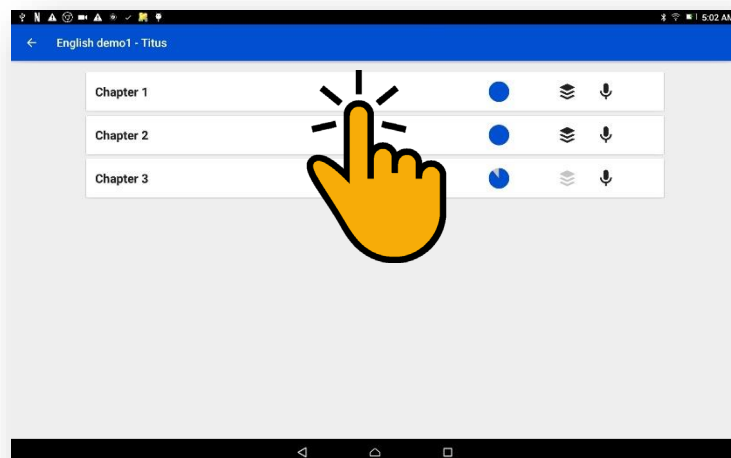 5:02 AM
English demo1 - Titus
Chapter 1
Chapter 2
Chapter 3